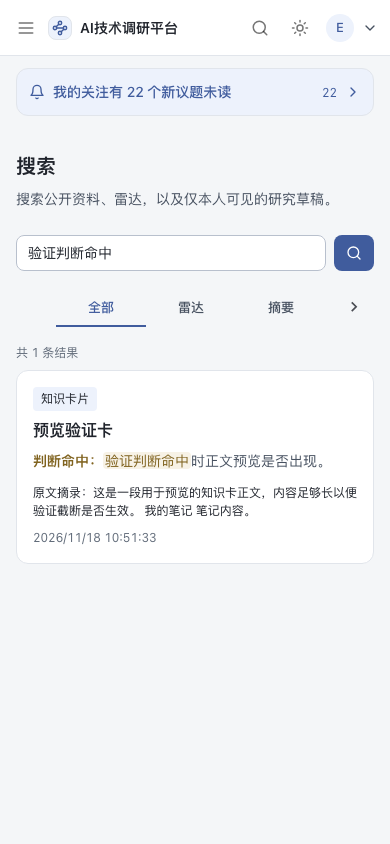 AI技术调研平台
E
我的关注有 22 个新议题未读
22
搜索
搜索公开资料、雷达，以及仅本人可见的研究草稿。
验证判断命中
全部
雷达
摘要
共 1 条结果
知识卡片
预览验证卡
判断命中：验证判断命中时正文预览是否出现。
原文摘录：这是一段用于预览的知识卡正文，内容足够长以便
验证截断是否生效。 我的笔记 笔记内容。
2026/11/18 10:51:33